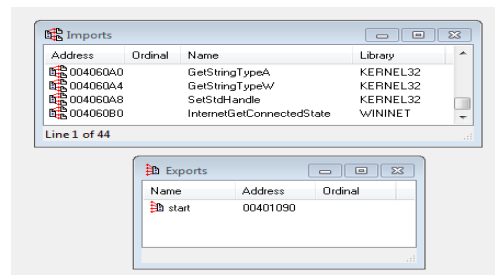 Imports
Address Ordinal Name Library
004060A0 GetStringTypeA KERNEL32
004060A4 GetStringTypeW KERNEL32
004060A8 SetStdHandle KERNEL32
004060B0 InternetGetConnectedState WININET
Line 1 of 44
Exports
Name Address Ordinal
start 00401090